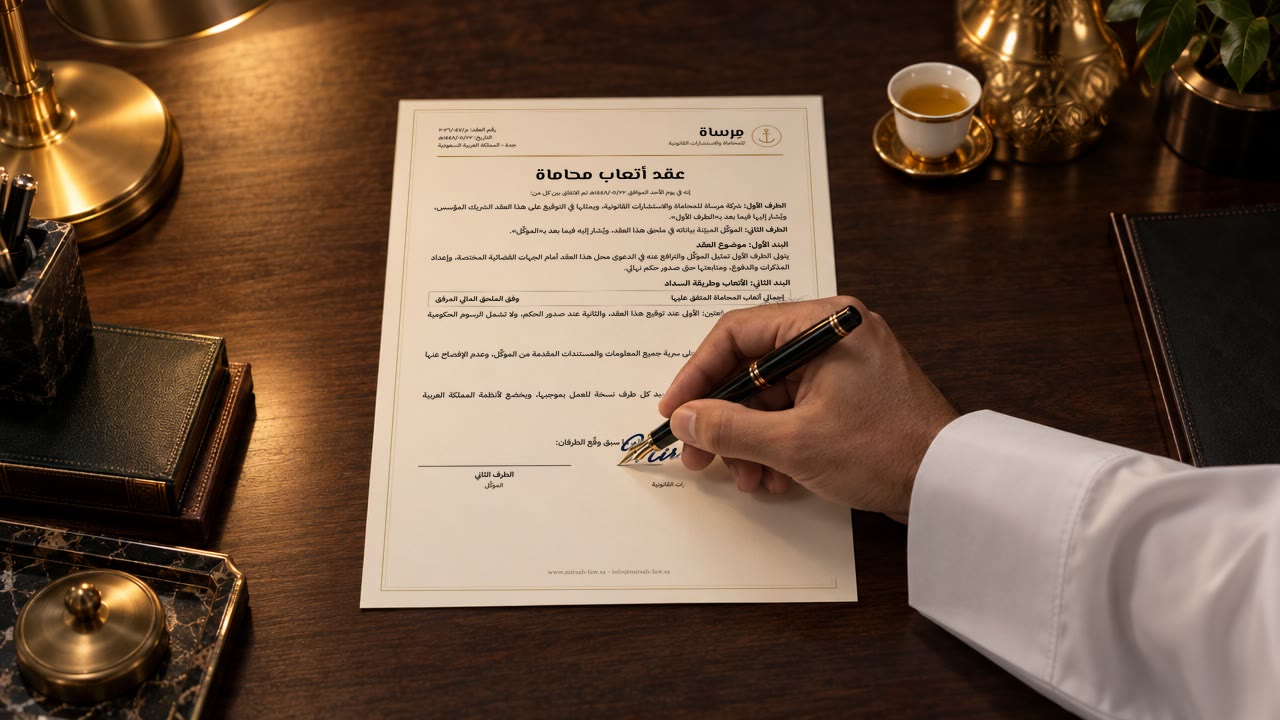 مرساة
للمحاماة والاستشارات القانونية
رقم العقد: م/٠٤٧/٢٠٢٦
التاريخ: ١٤٤٨/٠٥/٢٢هـ
جدة - المملكة العربية السعودية
عقد أتعاب محاماة
إنه في يوم الأحد الموافق ١٤٤٨/٠٥/٢٢هـ تم الاتفاق بين كل من:
الطرف الأول: شركة مرساة للمحاماة والاستشارات القانونية، ويمثلها في التوقيع على هذا العقد الشريك المؤسس،
ويُشار إليها فيما بعد بـ«الطرف الأول».
الطرف الثاني: الموكّل المبيّنة بياناته في ملحق هذا العقد، ويُشار إليه فيما بعد بـ«الموكّل».
البند الأول: موضوع العقد
يتولى الطرف الأول تمثيل الموكّل والترافع عنه في الدعوى محل هذا العقد أمام الجهات القضائية المختصة، وإعداد
المذكرات والدفوع، ومتابعتها حتى صدور حكم نهائي.
البند الثاني: الأتعاب وطريقة السداد
إجمالي أتعاب المحاماة المتفق عليها
وفق الملحق المالي المرفق
الأولى عند توقيع هذا العقد، والثانية عند صدور الحكم، ولا تشمل الرسوم الحكومية
سرية جميع المعلومات والمستندات المقدمة من الموكّل، وعدم الإفصاح عنها
كل طرف نسخة للعمل بموجبها، ويخضع لأنظمة المملكة العربية
سبق وقّع الطرفان:
الطرف الثاني
الموكّل
القانونية
www.mirsah-law.sa - info@mirsah-law.sa